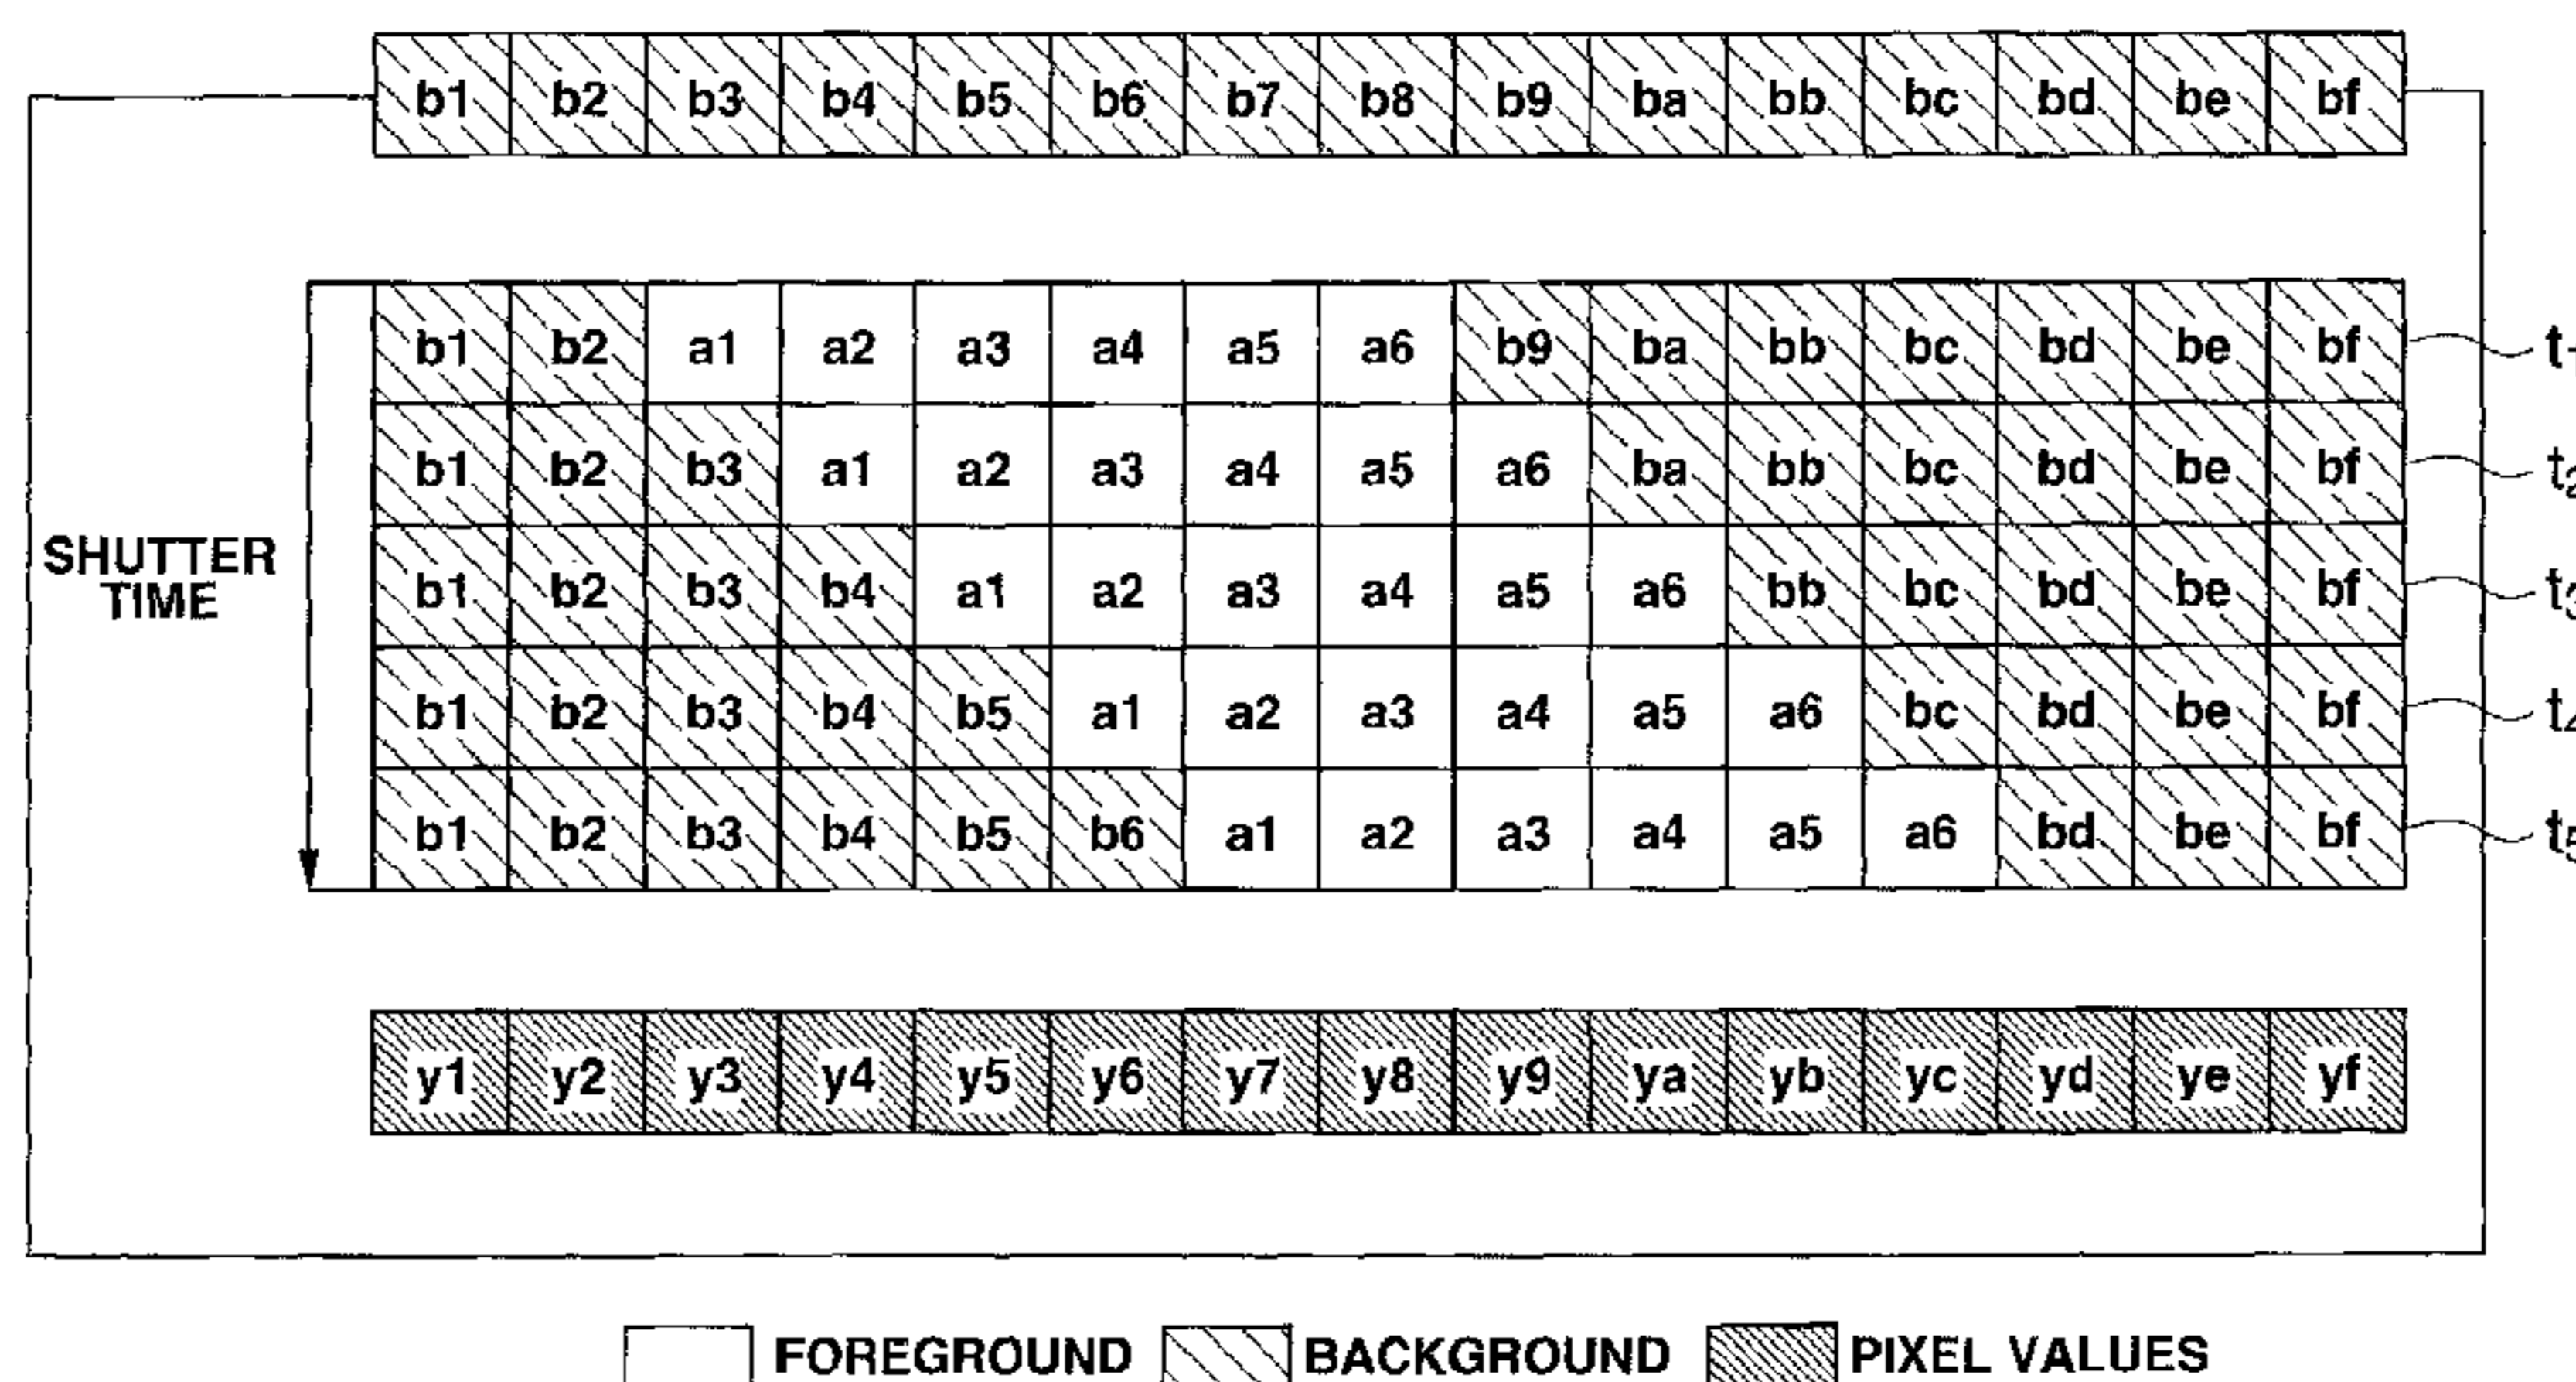 b1 b2 b3 b4 b5 b6 b7 b8 b9 ba bb bc bd be bf
b1 b2 a1 a2 a3 a4 a5 a6 b9 ba bb bc bd be bf t1
b1 b2 b3 a1 a2 a3 a4 a5 a6 ba bb bc bd be bf t2
SHUTTER
TIME
b1 b2 b3 b4 a1 a2 a3 a4 a5 a6 bb bc bd be bf t3
b1 b2 b3 b4 b5 a1 a2 a3 a4 a5 a6 bc bd be bf t4
b1 b2 b3 b4 b5 b6 a1 a2 a3 a4 a5 a6 bd be bf t5
y1 y2 y3 y4 y5 y6 y7 y8 y9 ya yb yc yd ye yf
FOREGROUND BACKGROUND PIXEL VALUES